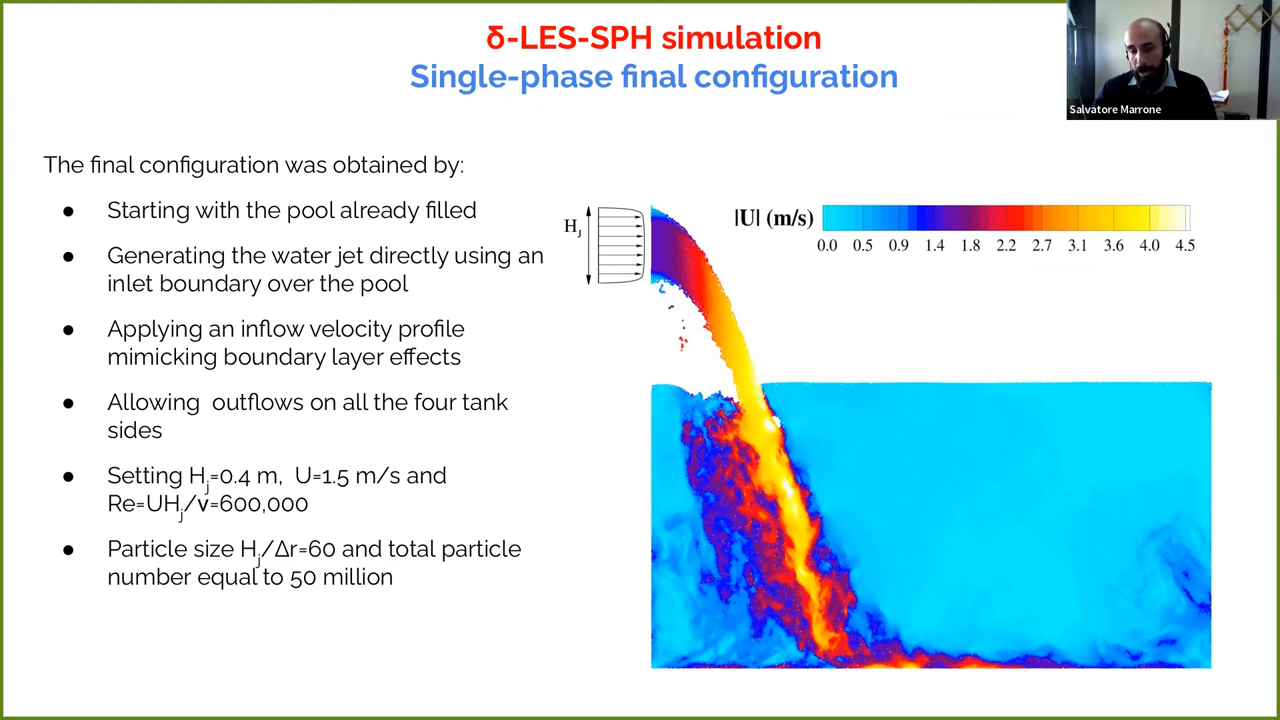 δ-LES-SPH simulation
Single-phase final configuration
Salvatore Marrone
The final configuration was obtained by:
● Starting with the pool already filled
● Generating the water jet directly using an
inlet boundary over the pool
● Applying an inflow velocity profile
mimicking boundary layer effects
● Allowing outflows on all the four tank
sides
● Setting Hj=0.4 m, U=1.5 m/s and
Re=UHj/ν=600,000
● Particle size Hj/Δr=60 and total particle
number equal to 50 million
HJ
|U| (m/s)
0.0 0.5 0.9 1.4 1.8 2.2 2.7 3.1 3.6 4.0 4.5